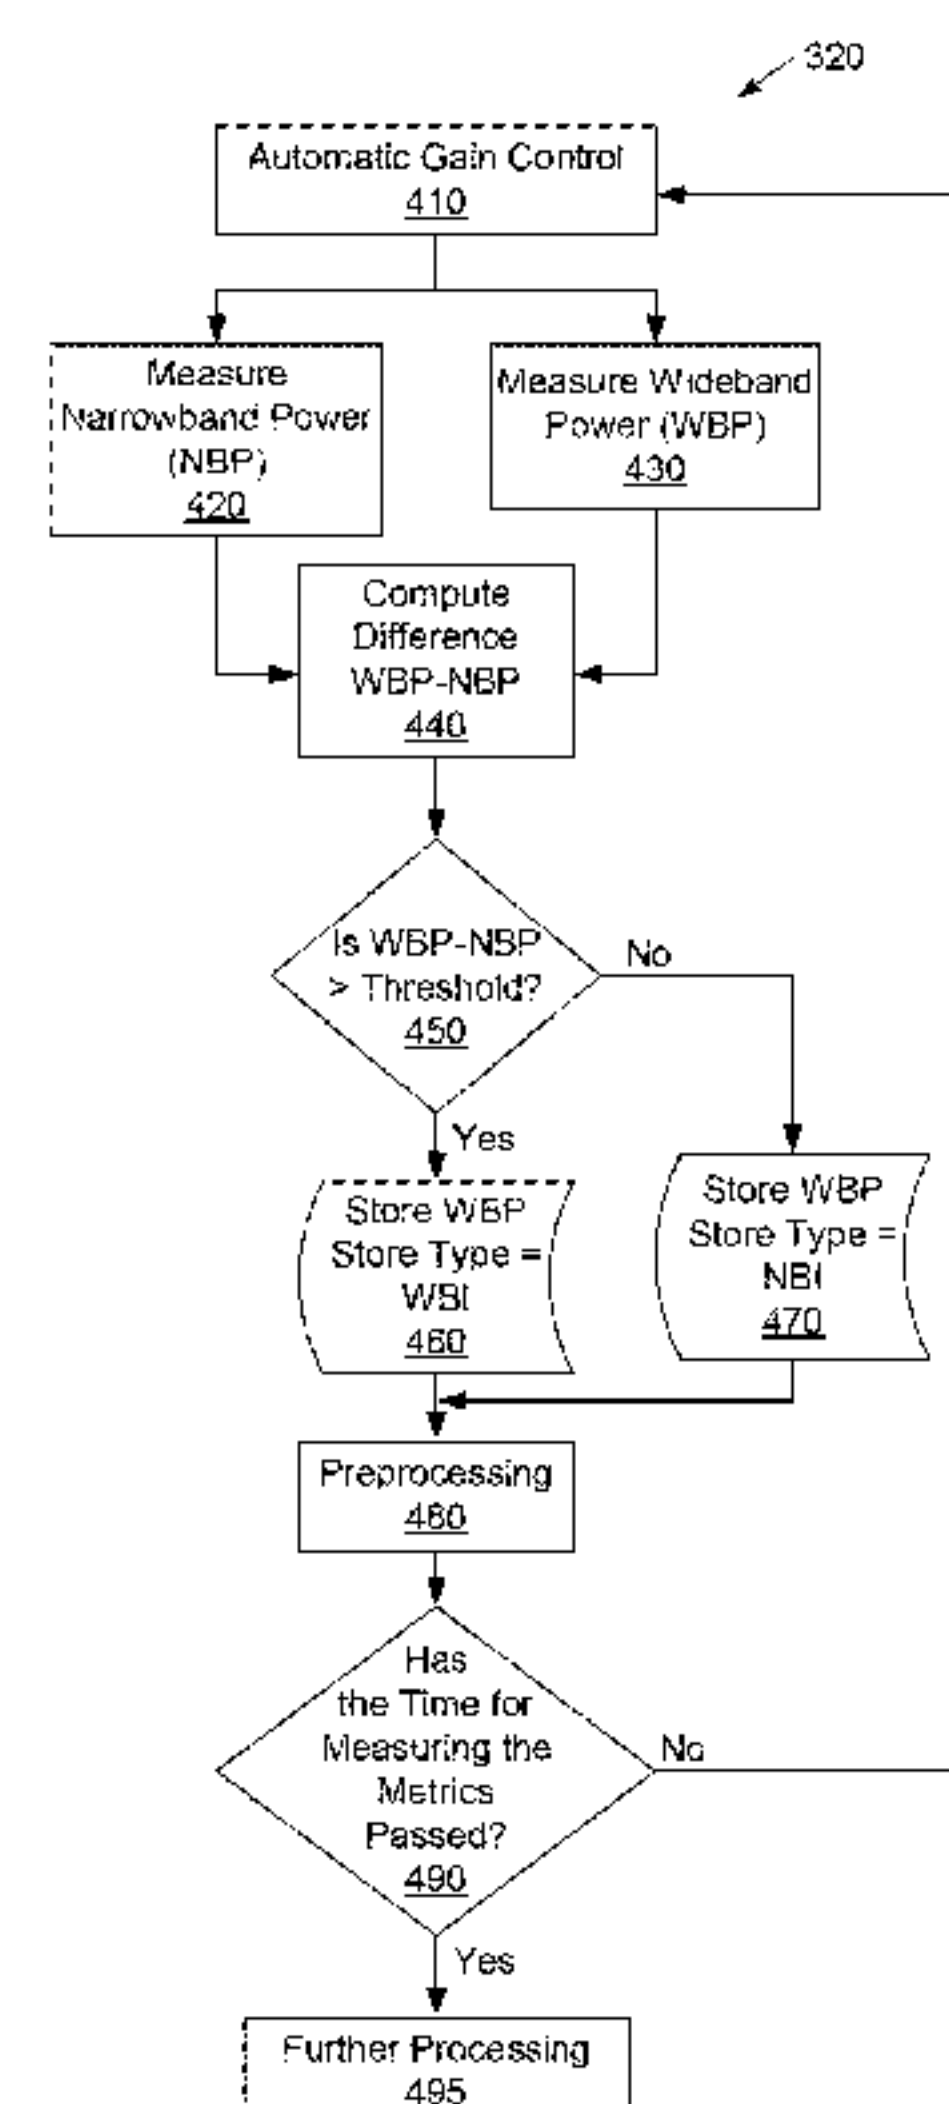 320
Automatic Gain Control
410
Measure
Narrowband Power
(NBP)
420
Measure Wideband
Power (WBP)
430
Compute
Difference
WBP-NBP
440
Is WBP-NBP
> Threshold?
450
No
Yes
Store WBP
Store Type =
WBI
460
Store WBP
Store Type =
NBI
470
Preprocessing
480
Has
the Time for
Measuring the
Metrics
Passed?
490
No
Yes
Further Processing
495